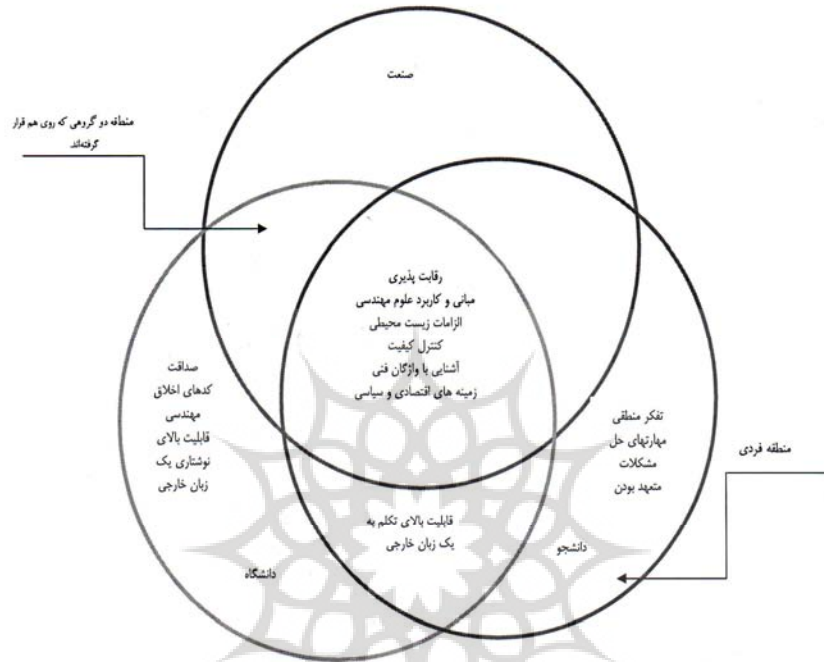 صنعت
منطقه دو گروهی که روی هم قرار
گرفته‌اند
رقابت پذیری
مبانی و کاربرد علوم مهندسی
الزامات زیست محیطی
کنترل کیفیت
آشنایی با واژگان فنی
زمینه های اقتصادی و سیاسی
صداقت
کدهای اخلاق
مهندسی
قابلیت بالای
نوشتاری یک
زبان خارجی
تفکر منطقی
مهارتهای حل
مشکلات
متعهد بودن
منطقه فردی
قابلیت بالای تکلم به
یک زبان خارجی
دانشجو
دانشگاه